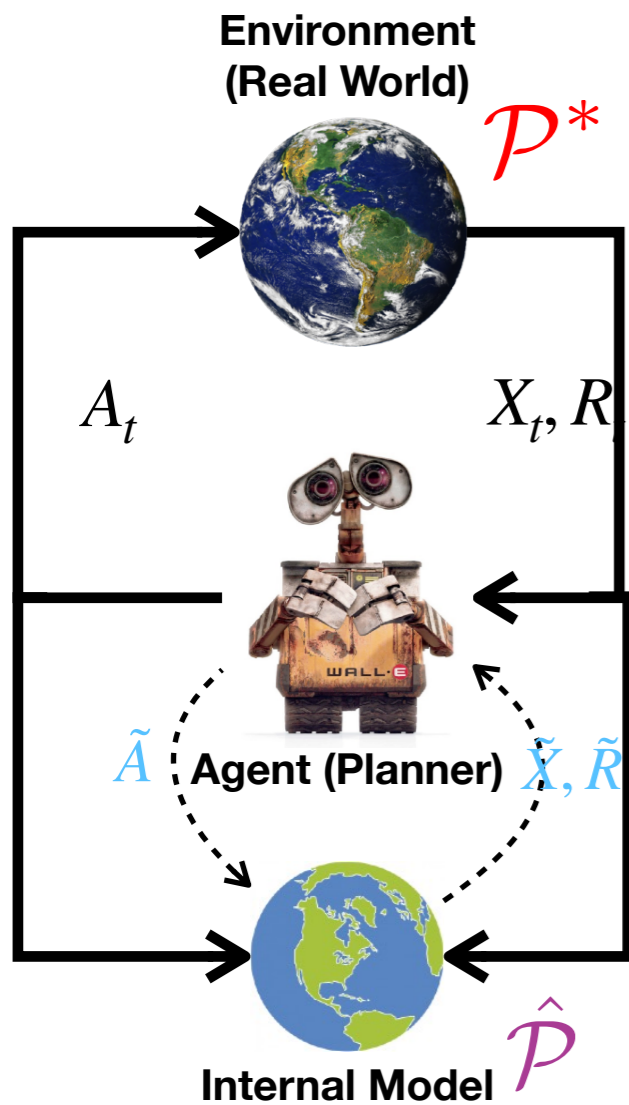 Environment
(Real World)
𝒫*
A_t
X_t, R_t
WALL·E
Ã
Agent (Planner)
X̃, R̃
𝒫̂
Internal Model